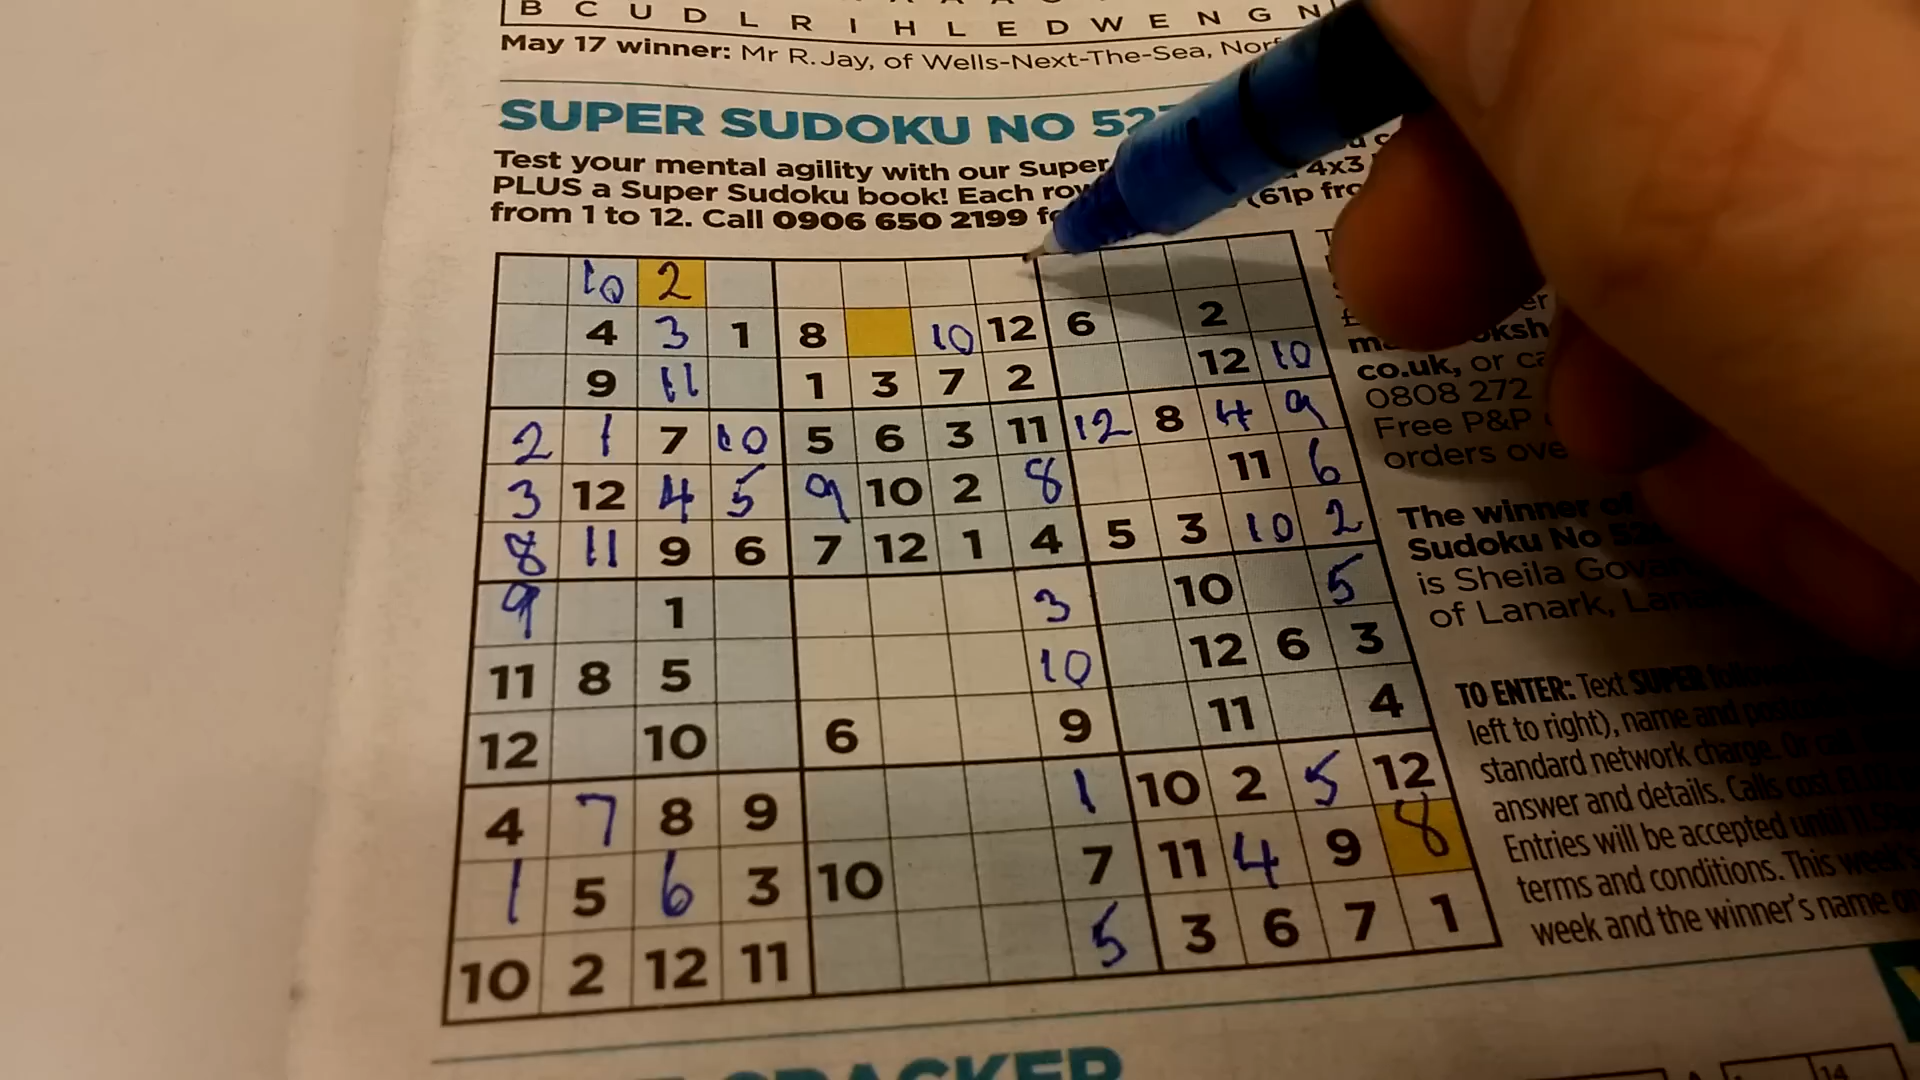 B C U D L R I H L E D W E N G N
May 17 winner: Mr R. Jay, of Wells-Next-The-Sea,
SUPER SUDOKU NO
Test your mental agility with our Super 4x3
PLUS a Super Sudoku book! Each (61p
from 1 to 12. Call 0906 650 2199
10 2
4 3 1 8 10 12 6 2
9 11 1 3 7 2 12 10
2 1 7 10 5 6 3 11 12 8 4 9
3 12 4 5 9 10 2 8 11 6
8 11 9 6 7 12 1 4 5 3 10 2
9 1 3 10 5
11 8 5 10 12 6 3
12 10 6 9 11 4
4 7 8 9 1 10 2 5 12
1 5 6 3 10 7 11 4 9 8
10 2 12 11 5 3 6 7 1
co.uk, or
0808 272
Free P&P
orders
The winner of
Sudoku No
is Sheila
of Lanark,
TO ENTER: Text SUPER
left to right), name and
standard network charge.
answer and details. Calls cost
Entries will be accepted until
terms and conditions. This week's
week and the winner's name
CRACKER
14